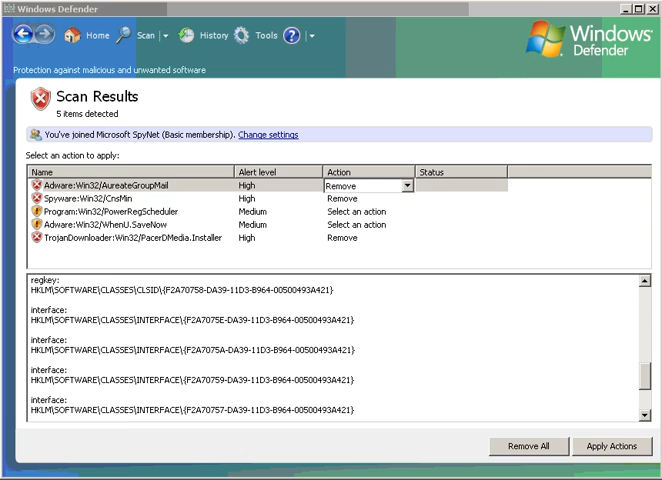 Windows Defender
Home Scan History Tools
Windows
Defender
Protection against malicious and unwanted software
Scan Results
5 items detected
You've joined Microsoft SpyNet (Basic membership). Change settings
Select an action to apply:
Name Alert level Action Status
Adware:Win32/AureateGroupMail High Remove
Spyware:Win32/CnsMin High Remove
Program:Win32/PowerRegScheduler Medium Select an action
Adware:Win32/WhenU.SaveNow Medium Select an action
TrojanDownloader:Win32/PacerDMedia.Installer High Remove
regkey:
HKLM\SOFTWARE\CLASSES\CLSID\{F2A70758-DA39-11D3-B964-00500493A421}
interface:
HKLM\SOFTWARE\CLASSES\INTERFACE\{F2A7075E-DA39-11D3-B964-00500493A421}
interface:
HKLM\SOFTWARE\CLASSES\INTERFACE\{F2A7075A-DA39-11D3-B964-00500493A421}
interface:
HKLM\SOFTWARE\CLASSES\INTERFACE\{F2A70759-DA39-11D3-B964-00500493A421}
interface:
HKLM\SOFTWARE\CLASSES\INTERFACE\{F2A70757-DA39-11D3-B964-00500493A421}
Remove All Apply Actions